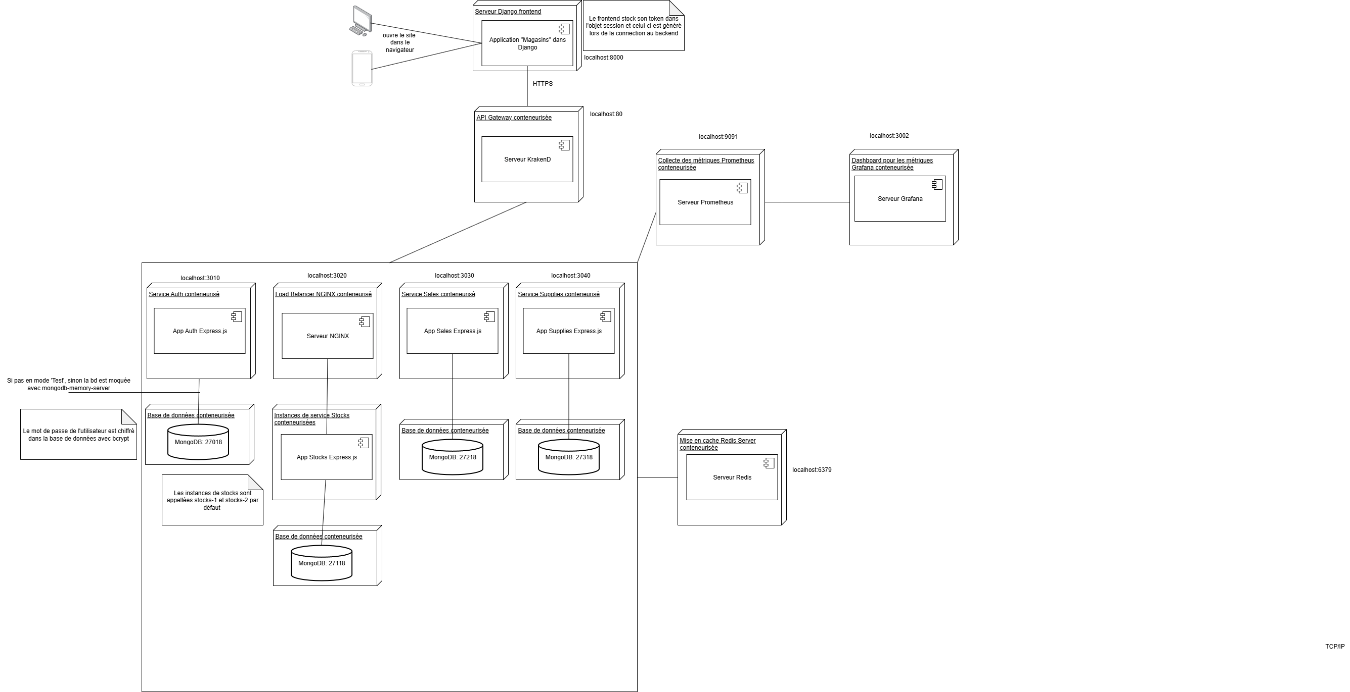 Serveur Django frontend
Application "Magasins" dans
Django
Le frontend stock son token dans
l'objet session et celui ci est généré
lors de la connection au backend
ouvre le site
dans le
navigateur
localhost:8000
HTTPS
API Gateway conteneurisée
localhost:80
Serveur KrakenD
localhost:9091
localhost:3002
Collecte des métriques Prometheus
conteneurisée
Serveur Prometheus
Dashboard pour les métriques
Grafana conteneurisée
Serveur Grafana
localhost:3010
localhost:3020
localhost:3030
localhost:3040
Service Auth conteneurisé
App Auth Express.js
Load Balancer NGINX conteneurisé
Serveur NGINX
Service Sales conteneurisé
App Sales Express.js
Service Supplies conteneurisé
App Supplies Express.js
Si pas en mode 'Test', sinon la bd est moquée
avec mongodb-memory-server
Le mot de passe de l'utilisateur est chiffré
dans la base de données avec bcrypt
Base de données conteneurisée
MongoDB: 27018
Instances de service Stocks
conteneurisées
App Stocks Express.js
Base de données conteneurisée
MongoDB: 27218
Base de données conteneurisée
MongoDB: 27318
Les instances de stocks sont
appellées stocks-1 et stocks-2 par
défaut
Base de données conteneurisée
MongoDB: 27118
Mise en cache Redis Server
conteneurisée
Serveur Redis
localhost:6379
TCP/IP